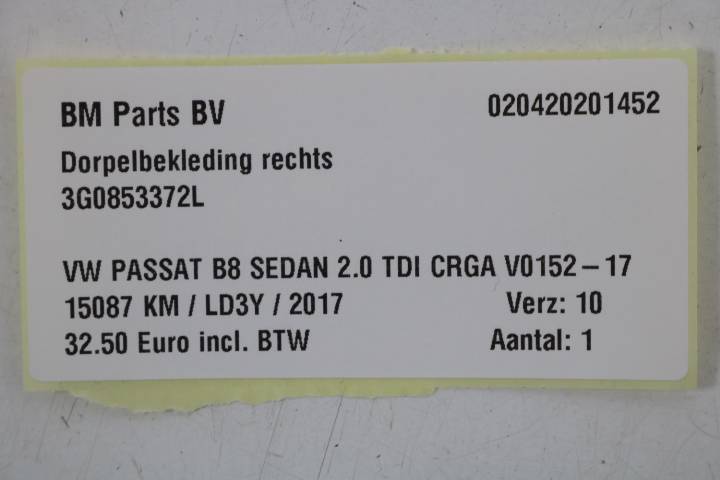 BM Parts BV 020420201452
Dorpelbekleding rechts
3G0853372L
VW PASSAT B8 SEDAN 2.0 TDI CRGA V0152-17
15087 KM / LD3Y / 2017 Verz: 10
32.50 Euro incl. BTW Aantal: 1